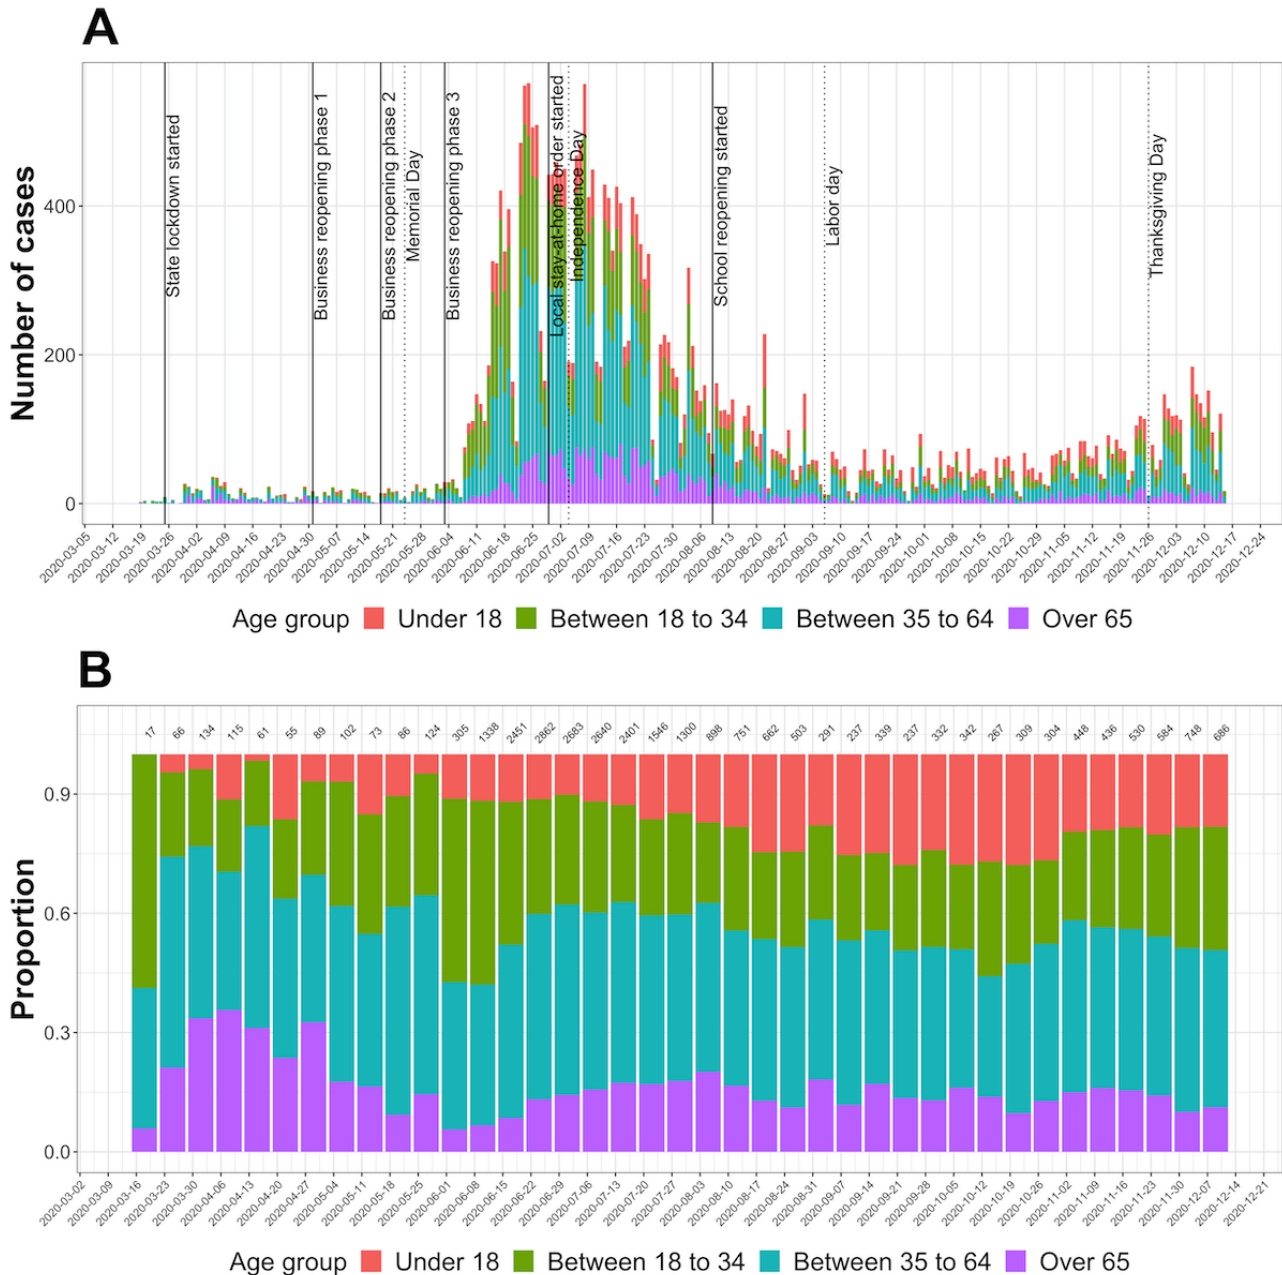 A
Number of cases
400
200
0
State lockdown started
Business reopening phase 1
Business reopening phase 2
Memorial Day
Business reopening phase 3
Local stay-at-home order started
Independence Day
School reopening started
Labor day
Thanksgiving Day
2020-03-05 2020-03-12 2020-03-19 2020-03-26 2020-04-02 2020-04-09 2020-04-16 2020-04-23 2020-04-30 2020-05-07 2020-05-14 2020-05-21 2020-05-28 2020-06-04 2020-06-11 2020-06-18 2020-06-25 2020-07-02 2020-07-09 2020-07-16 2020-07-23 2020-07-30 2020-08-06 2020-08-13 2020-08-20 2020-08-27 2020-09-03 2020-09-10 2020-09-17 2020-09-24 2020-10-01 2020-10-08 2020-10-15 2020-10-22 2020-10-29 2020-11-05 2020-11-12 2020-11-19 2020-11-26 2020-12-03 2020-12-10 2020-12-17 2020-12-24
Age group Under 18 Between 18 to 34 Between 35 to 64 Over 65
B
17 66 134 115 61 55 89 102 73 86 124 305 1338 2451 2862 2683 2640 2401 1546 1300 898 751 662 503 291 237 339 237 332 342 267 309 304 448 436 530 584 748 686
Proportion
0.9
0.6
0.3
0.0
2020-03-02 2020-03-09 2020-03-16 2020-03-23 2020-03-30 2020-04-06 2020-04-13 2020-04-20 2020-04-27 2020-05-04 2020-05-11 2020-05-18 2020-05-25 2020-06-01 2020-06-08 2020-06-15 2020-06-22 2020-06-29 2020-07-06 2020-07-13 2020-07-20 2020-07-27 2020-08-03 2020-08-10 2020-08-17 2020-08-24 2020-08-31 2020-09-07 2020-09-14 2020-09-21 2020-09-28 2020-10-05 2020-10-12 2020-10-19 2020-10-26 2020-11-02 2020-11-09 2020-11-16 2020-11-23 2020-11-30 2020-12-07 2020-12-14 2020-12-21
Age group Under 18 Between 18 to 34 Between 35 to 64 Over 65